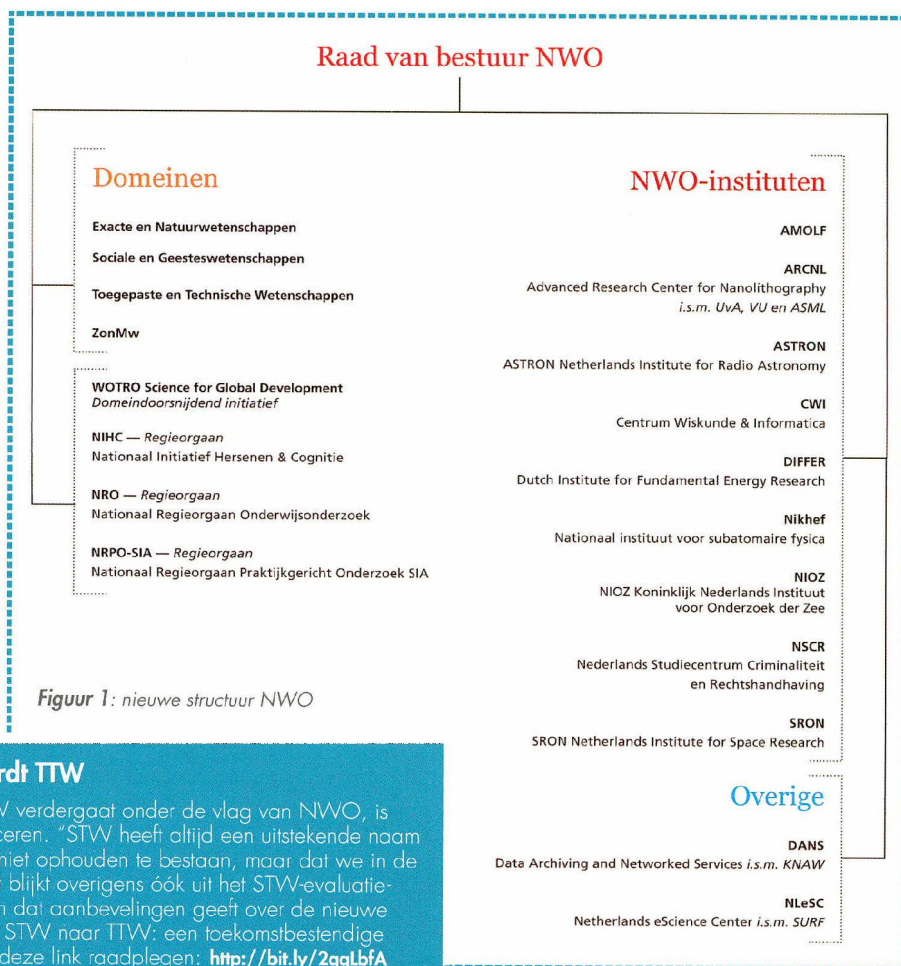 Raad van bestuur NWO
Domeinen
Exacte en Natuurwetenschappen
Sociale en Geesteswetenschappen
Toegepaste en Technische Wetenschappen
ZonMw
WOTRO Science for Global Development
Domeindoorsnijdend initiatief
NIHC — Regieorgaan
Nationaal Initiatief Hersenen & Cognitie
NRO — Regieorgaan
Nationaal Regieorgaan Onderwijsonderzoek
NRPO-SIA — Regieorgaan
Nationaal Regieorgaan Praktijkgericht Onderzoek SIA
NWO-instituten
AMOLF
ARCNL
Advanced Research Center for Nanolithography
i.s.m. UvA, VU en ASML
ASTRON
ASTRON Netherlands Institute for Radio Astronomy
CWI
Centrum Wiskunde & Informatica
DIFFER
Dutch Institute for Fundamental Energy Research
Nikhef
Nationaal instituut voor subatomaire fysica
NIOZ
NIOZ Koninklijk Nederlands Instituut
voor Onderzoek der Zee
NSCR
Nederlands Studiecentrum Criminaliteit
en Rechtshandhaving
SRON
SRON Netherlands Institute for Space Research
Overige
DANS
Data Archiving and Networked Services i.s.m. KNAW
NLeSC
Netherlands eScience Center i.s.m. SURF
Figuur 1: nieuwe structuur NWO
rdt TTW
verdergaat onder de vlag van NWO, is
ceren. “STW heeft altijd een uitstekende naam
niet ophouden te bestaan, maar dat we in de
blijkt overigens óók uit het STW-evaluatie-
dat aanbevelingen geeft over de nieuwe
STW naar TTW: een toekomstbestendige
deze link raadplegen: http://bit.ly/2gqLbfA